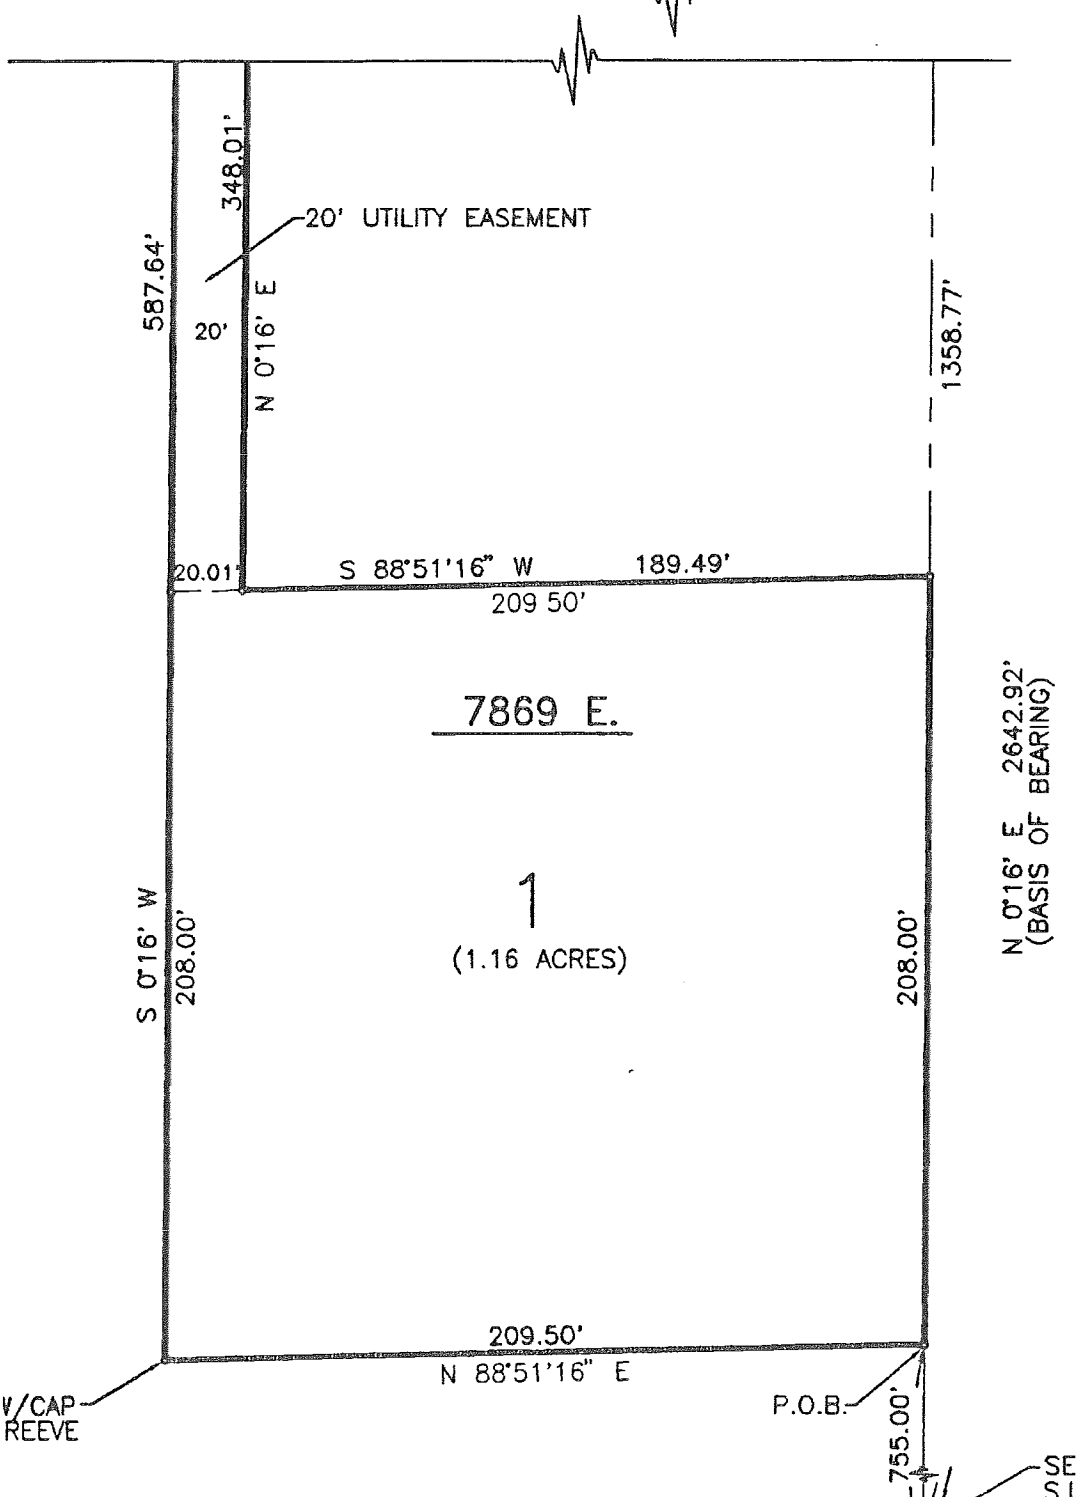 348.01'
20' UTILITY EASEMENT
587.64'
20'
N 0°16' E
1358.77'
20.01'
S 88°51'16" W 189.49'
209 50'
7869 E.
N 0°16' E 2642.92'
(BASIS OF BEARING)
1
(1.16 ACRES)
S 0°16' W
208.00'
208.00'
209.50'
N 88°51'16" E
W/CAP
REEVE
P.O.B.
755.00'
SE